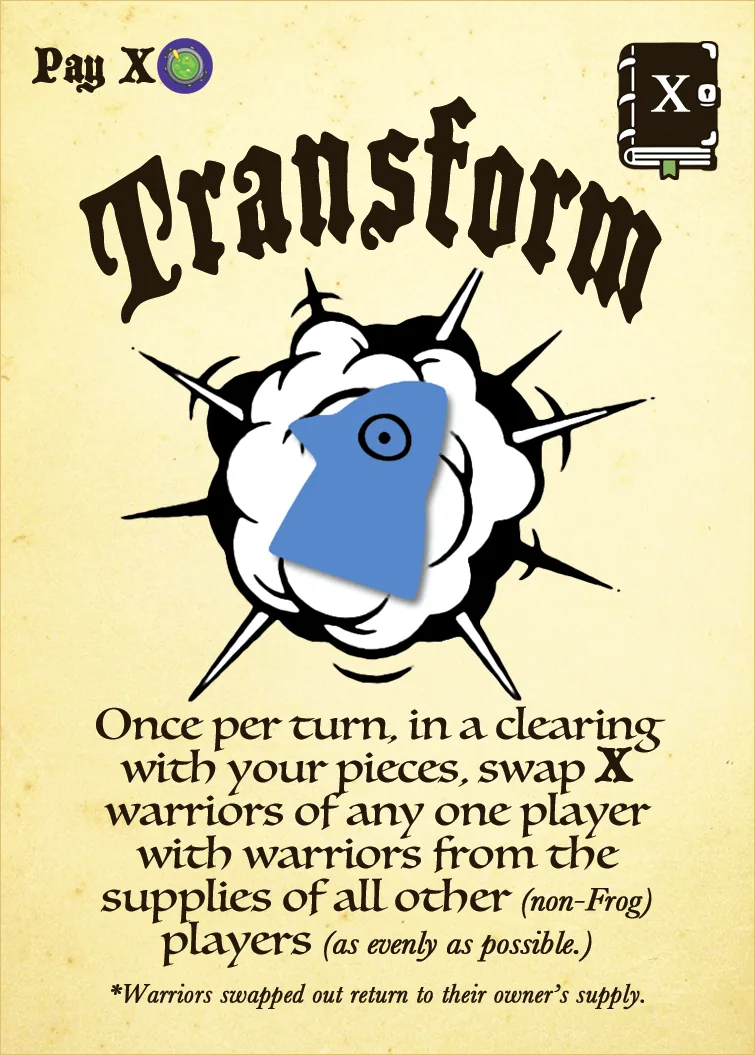 Pay X
X
Transform
Once per turn, in a clearing
with your pieces, swap X
warriors of any one player
with warriors from the
supplies of all other (non-Frog)
players (as evenly as possible.)
*Warriors swapped out return to their owner's supply.